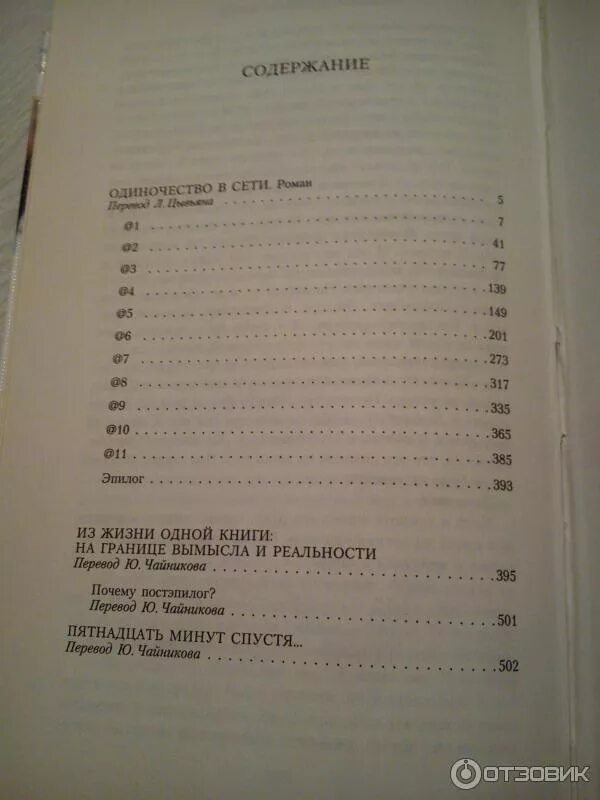 СОДЕРЖАНИЕ
ОДИНОЧЕСТВО В СЕТИ. Роман
Перевод Л. Цывьяна . . . . . . . . . . . . . . . . . . . . 5
@1 . . . . . . . . . . . . . . . . . . . . . . . . . . . 7
@2 . . . . . . . . . . . . . . . . . . . . . . . . . . . 41
@3 . . . . . . . . . . . . . . . . . . . . . . . . . . . 77
@4 . . . . . . . . . . . . . . . . . . . . . . . . . . . 139
@5 . . . . . . . . . . . . . . . . . . . . . . . . . . . 149
@6 . . . . . . . . . . . . . . . . . . . . . . . . . . . 201
@7 . . . . . . . . . . . . . . . . . . . . . . . . . . . 273
@8 . . . . . . . . . . . . . . . . . . . . . . . . . . . 317
@9 . . . . . . . . . . . . . . . . . . . . . . . . . . . 335
@10 . . . . . . . . . . . . . . . . . . . . . . . . . . . 365
@11 . . . . . . . . . . . . . . . . . . . . . . . . . . . 385
Эпилог . . . . . . . . . . . . . . . . . . . . . . . . . . 393
ИЗ ЖИЗНИ ОДНОЙ КНИГИ:
НА ГРАНИЦЕ ВЫМЫСЛА И РЕАЛЬНОСТИ
Перевод Ю. Чайникова . . . . . . . . . . . . . . . . . . . . 395
Почему постэпилог?
Перевод Ю. Чайникова . . . . . . . . . . . . . . . . . . . . 501
ПЯТНАДЦАТЬ МИНУТ СПУСТЯ...
Перевод Ю. Чайникова . . . . . . . . . . . . . . . . . . . . 502
ОТЗОВИК